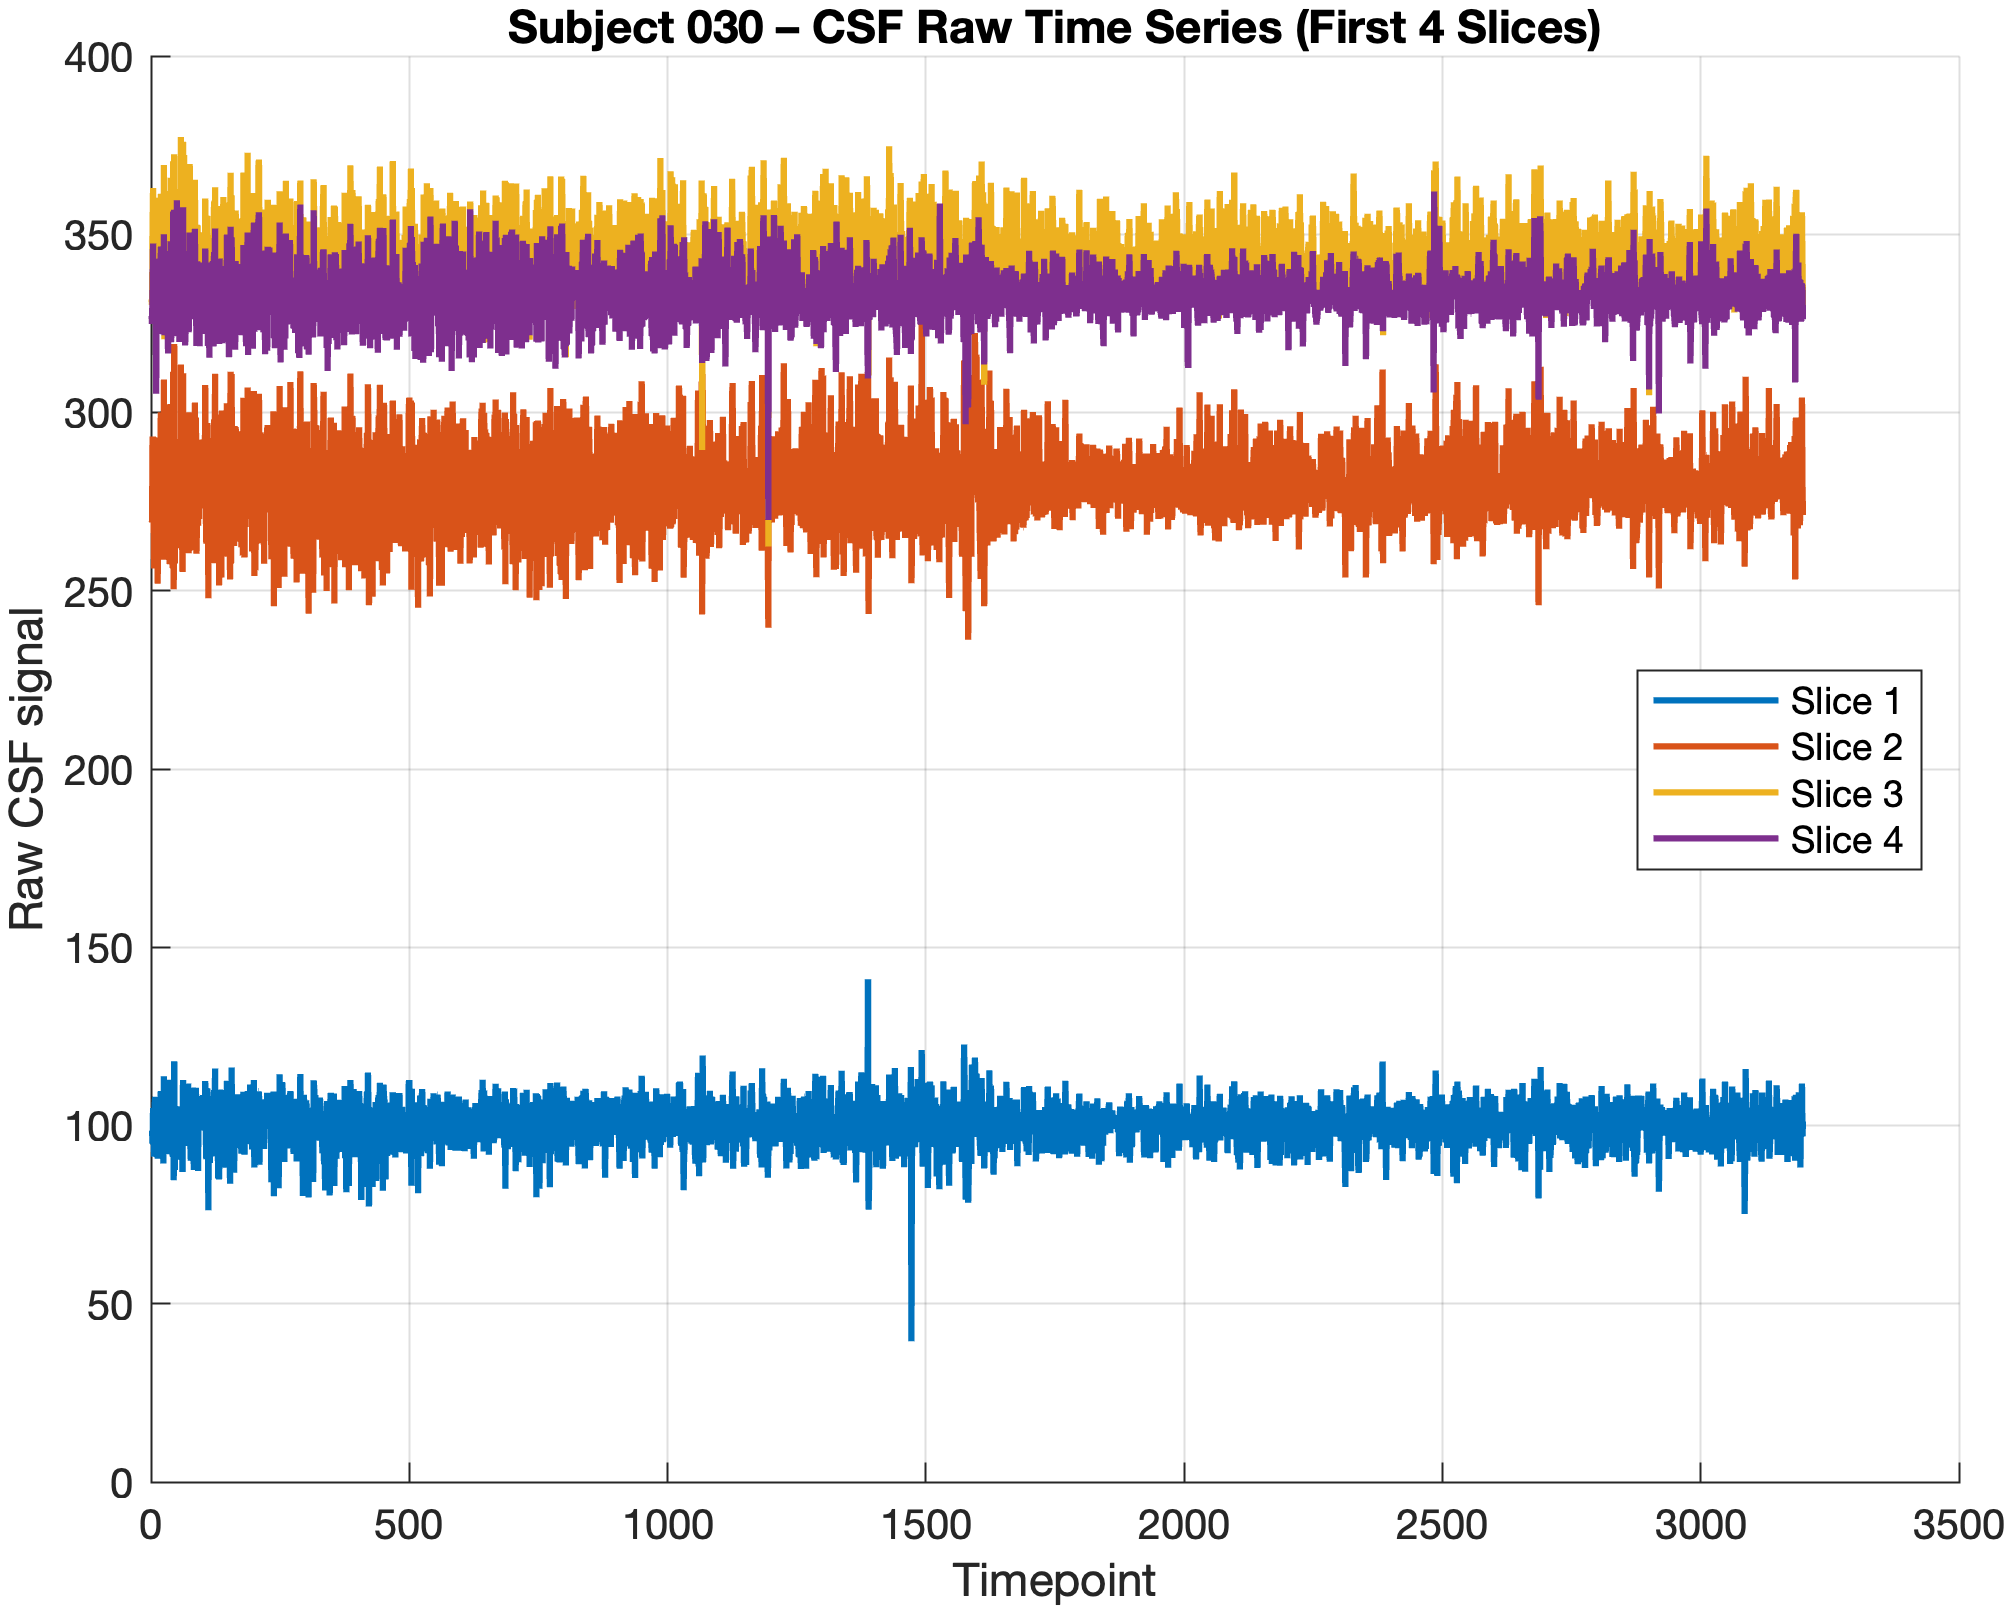 Subject 030 – CSF Raw Time Series (First 4 Slices)
400
350
300
250
200
150
100
50
0
Raw CSF signal
Slice 1
Slice 2
Slice 3
Slice 4
0 500 1000 1500 2000 2500 3000 3500
Timepoint